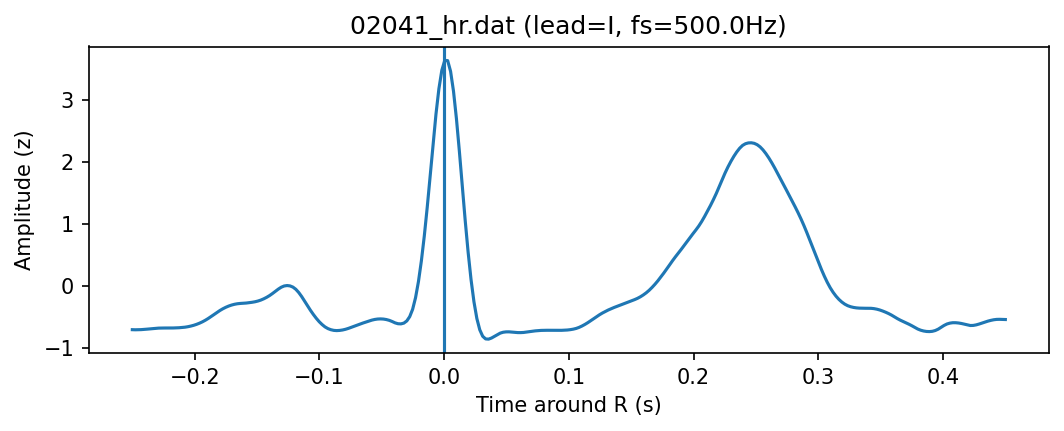 02041_hr.dat (lead=I, fs=500.0Hz)
Amplitude (z)
3
2
1
0
−1
−0.2 −0.1 0.0 0.1 0.2 0.3 0.4
Time around R (s)